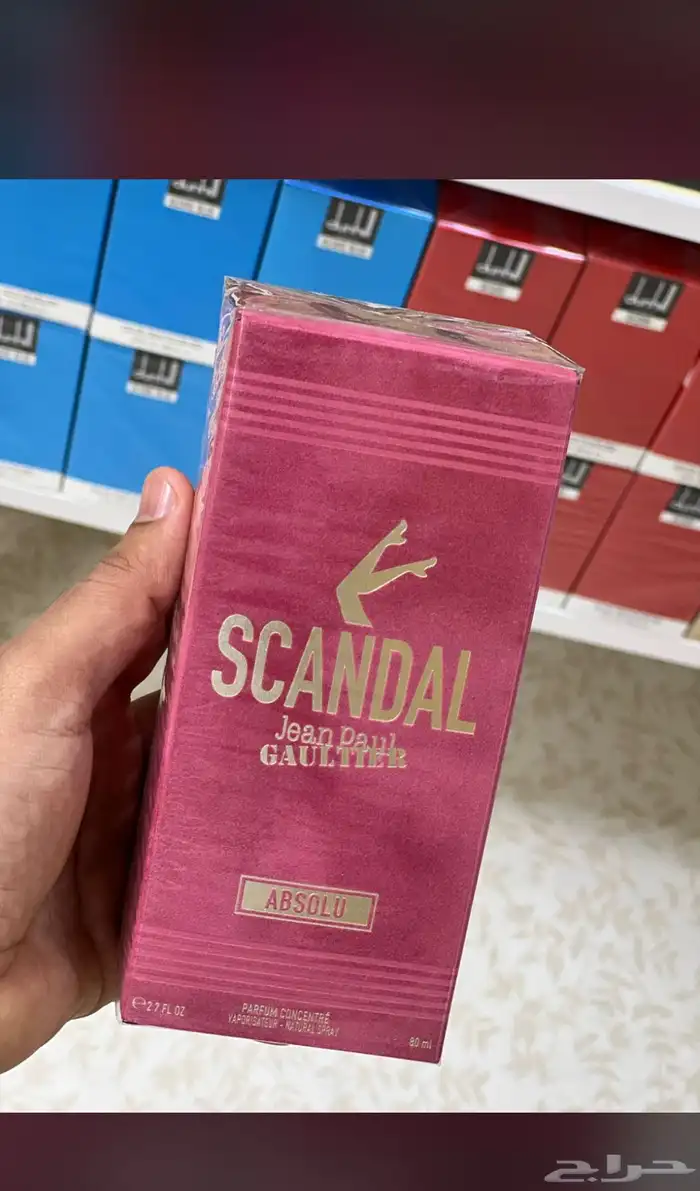 SCANDAL
Jean Paul
GAULTIER
ABSOLU
e 2.7 FL OZ
PARFUM CONCENTRÉ
VAPORISATEUR - NATURAL SPRAY
80 ml
حراج